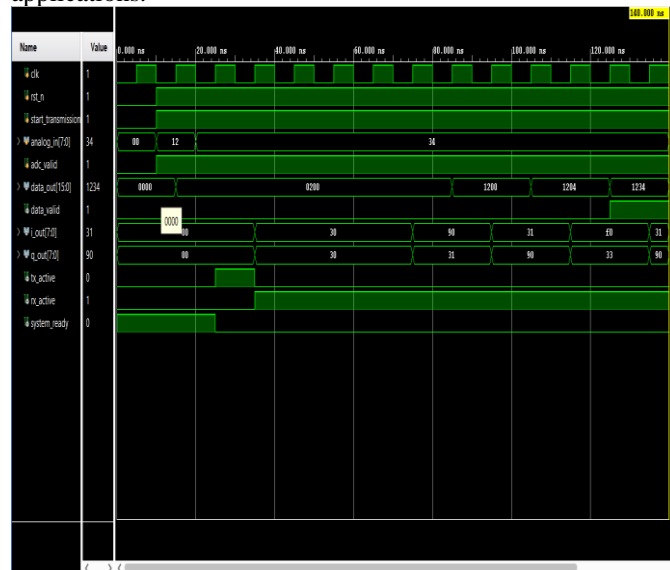 applications.
140.000 ns
Name Value 0.000 ns 20.000 ns 40.000 ns 60.000 ns 80.000 ns 100.000 ns 120.000 ns
clk 1
rst_n 1
start_transmission 1
analog_in[7:0] 34 00 12 34
adc_valid 1
data_out[15:0] 1234 0000 0200 1200 1204 1234
data_valid 1
0000
i_out[7:0] 31 00 30 90 31 f0 31
q_out[7:0] 90 00 30 31 90 33 90
tx_active 0
rx_active 1
system_ready 0